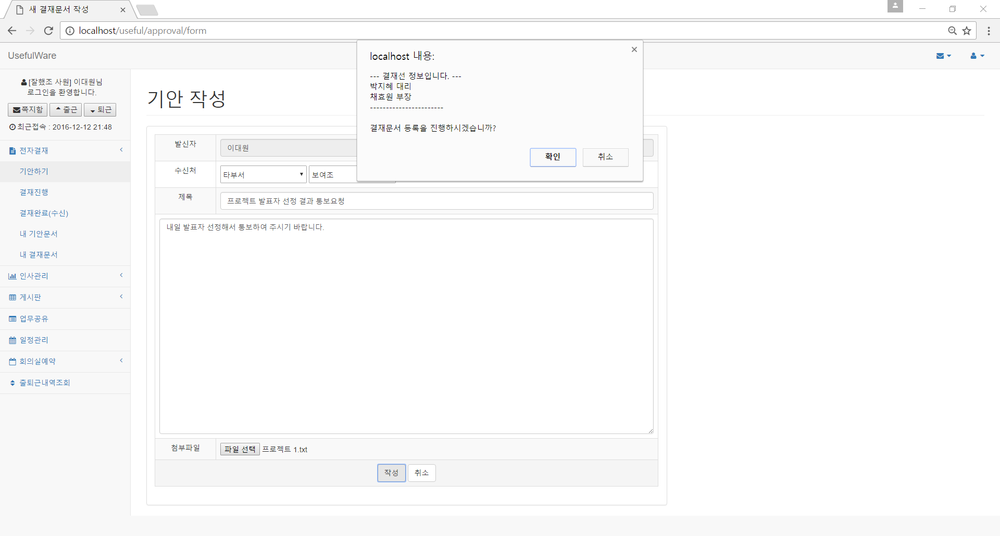 새 결재문서 작성
localhost/useful/approval/form
UsefulWare
[잘했조 사원] 이대원님
로그인을 환영합니다.
쪽지함 출근 퇴근
최근접속 : 2016-12-12 21:48
전자결재
기안하기
결재진행
결재완료(수신)
내 기안문서
내 결재문서
인사관리
게시판
업무공유
일정관리
회의실예약
출퇴근내역조회
localhost 내용:
--- 결재선 정보입니다. ---
박지혜 대리
채효원 부장
-----------------------
결재문서 등록을 진행하시겠습니까?
확인 취소
기안 작성
발신자 이대원
수신처 타부서 보여조
제목 프로젝트 발표자 선정 결과 통보요청
내일 발표자 선정해서 통보하여 주시기 바랍니다.
첨부파일 파일 선택 프로젝트 1.txt
작성 취소